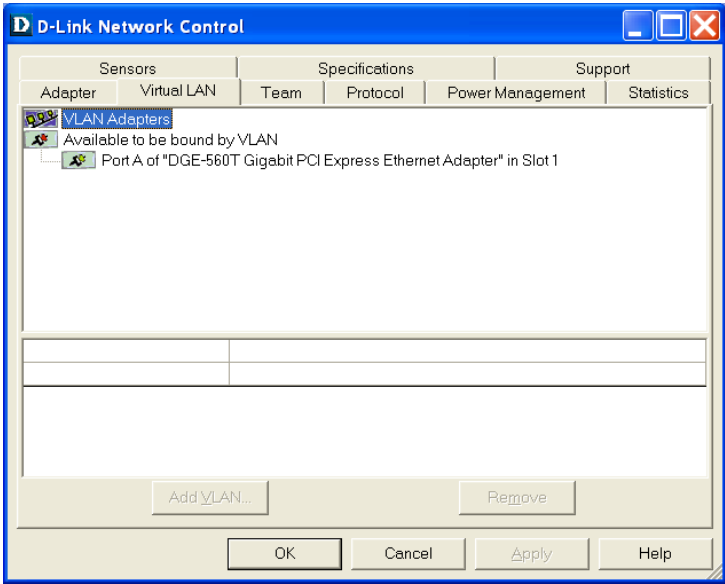 D D-Link Network Control
Sensors Specifications Support
Adapter Virtual LAN Team Protocol Power Management Statistics
VLAN Adapters
Available to be bound by VLAN
Port A of "DGE-560T Gigabit PCI Express Ethernet Adapter" in Slot 1
Add VLAN... Remove
OK Cancel Apply Help